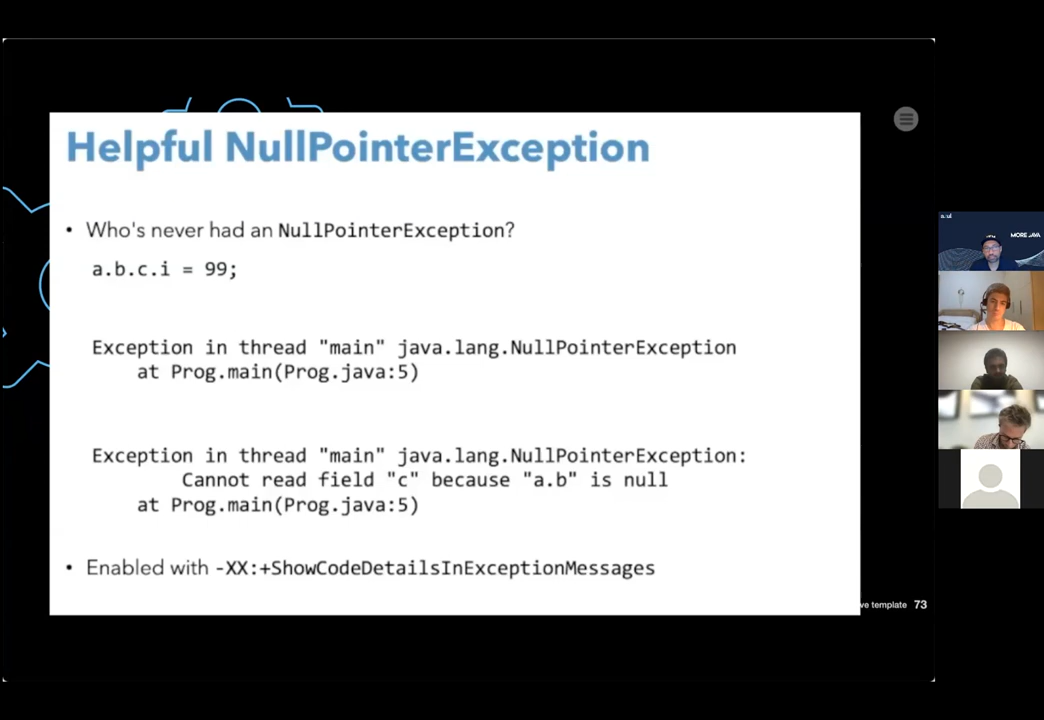 Helpful NullPointerException
• Who's never had an NullPointerException?
a.b.c.i = 99;
Exception in thread "main" java.lang.NullPointerException
at Prog.main(Prog.java:5)
Exception in thread "main" java.lang.NullPointerException:
Cannot read field "c" because "a.b" is null
at Prog.main(Prog.java:5)
• Enabled with -XX:+ShowCodeDetailsInExceptionMessages
ve template 73
MORE JAVA